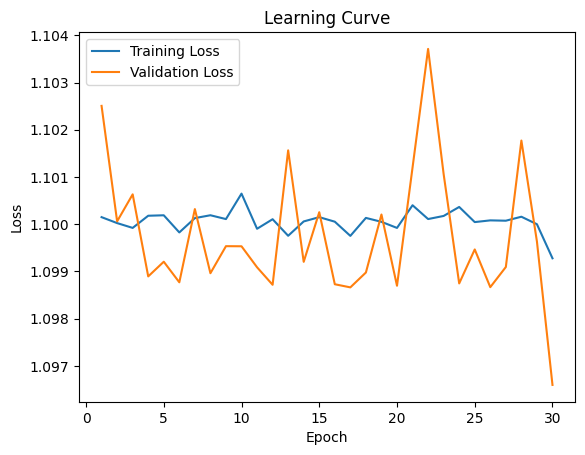 Learning Curve
Training Loss
Validation Loss
1.104
1.103
1.102
1.101
1.100
1.099
1.098
1.097
Loss
0 5 10 15 20 25 30
Epoch